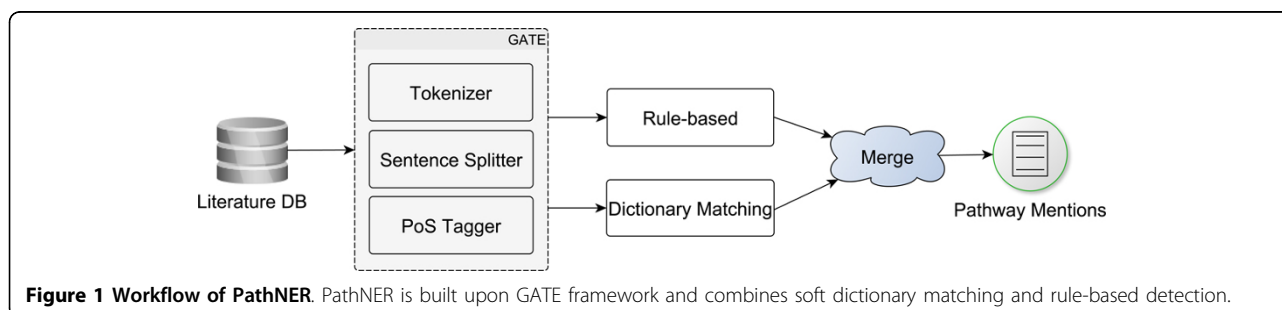 GATE
Tokenizer
Sentence Splitter
PoS Tagger
Literature DB
Rule-based
Dictionary Matching
Merge
Pathway Mentions
Figure 1 Workflow of PathNER. PathNER is built upon GATE framework and combines soft dictionary matching and rule-based detection.